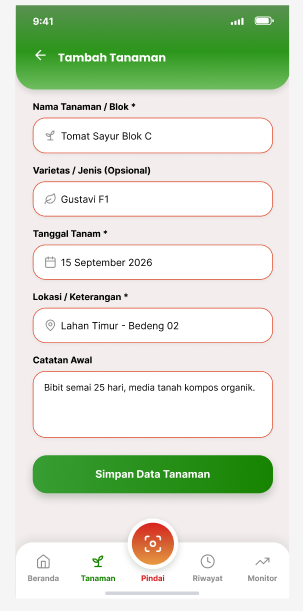 9:41
Tambah Tanaman
Nama Tanaman / Blok *
Tomat Sayur Blok C
Varietas / Jenis (Opsional)
Gustavi F1
Tanggal Tanam *
15 September 2026
Lokasi / Keterangan *
Lahan Timur - Bedeng 02
Catatan Awal
Bibit semai 25 hari, media tanah kompos organik.
Simpan Data Tanaman
Beranda Tanaman Pindai Riwayat Monitor